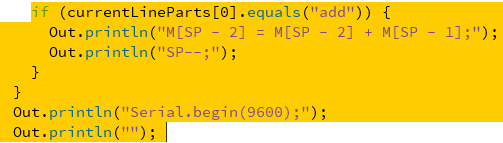 if (currentLineParts[0].equals("add")) {
Out.println("M[SP - 2] = M[SP - 2] + M[SP - 1];");
Out.println("SP--;");
}
}
Out.println("Serial.begin(9600);");
Out.println("");